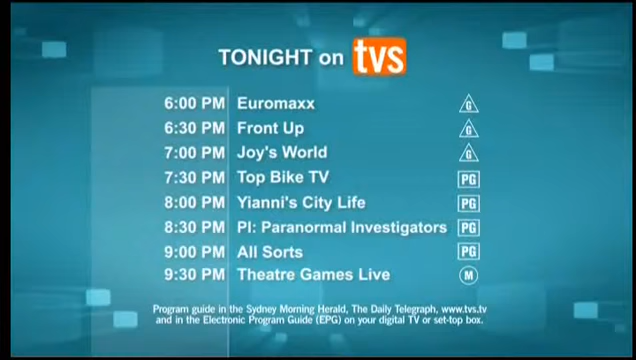 TONIGHT on tvs
6:00 PM Euromaxx G
6:30 PM Front Up G
7:00 PM Joy's World G
7:30 PM Top Bike TV PG
8:00 PM Yianni's City Life PG
8:30 PM PI: Paranormal Investigators PG
9:00 PM All Sorts PG
9:30 PM Theatre Games Live M
Program guide in the Sydney Morning Herald, The Daily Telegraph, www.tvs.tv
and in the Electronic Program Guide (EPG) on your digital TV or set-top box.